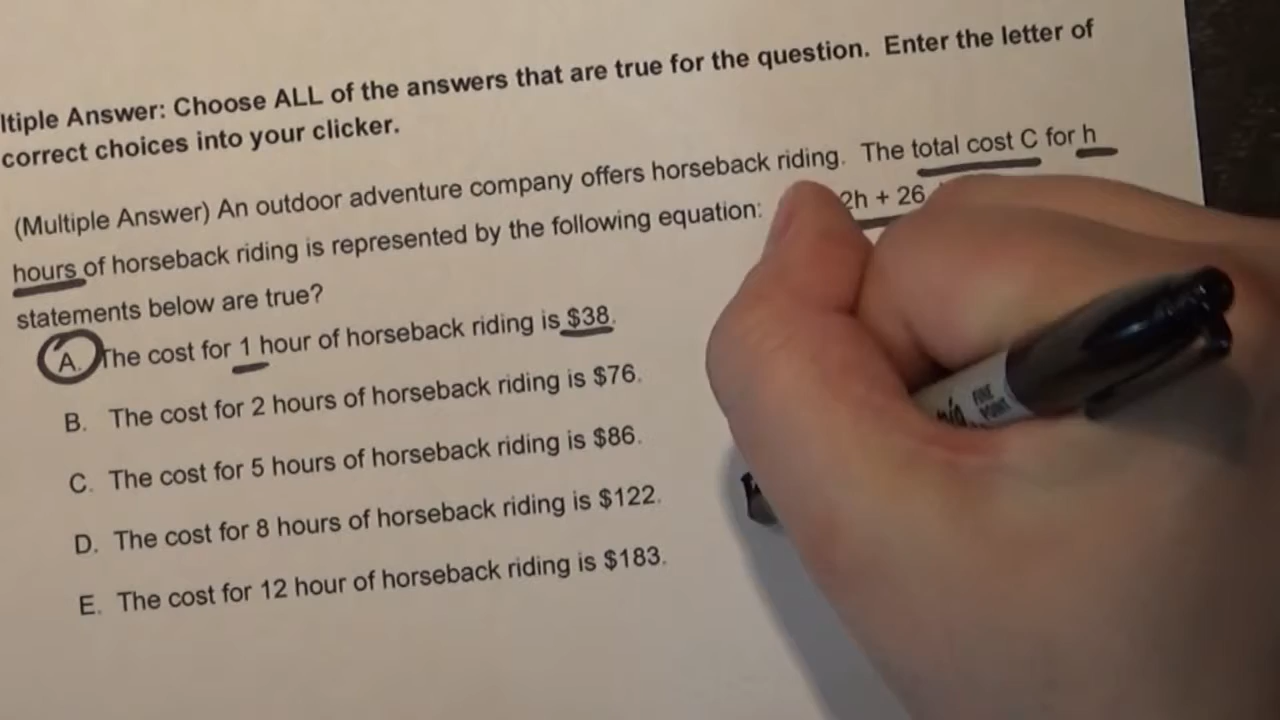 ltiple Answer: Choose ALL of the answers that are true for the question. Enter the letter of
correct choices into your clicker.
(Multiple Answer) An outdoor adventure company offers horseback riding. The total cost C for h
hours of horseback riding is represented by the following equation: 2h + 26
statements below are true?
A. The cost for 1 hour of horseback riding is $38.
B. The cost for 2 hours of horseback riding is $76.
C. The cost for 5 hours of horseback riding is $86.
D. The cost for 8 hours of horseback riding is $122.
E. The cost for 12 hour of horseback riding is $183.
FINE
POINT